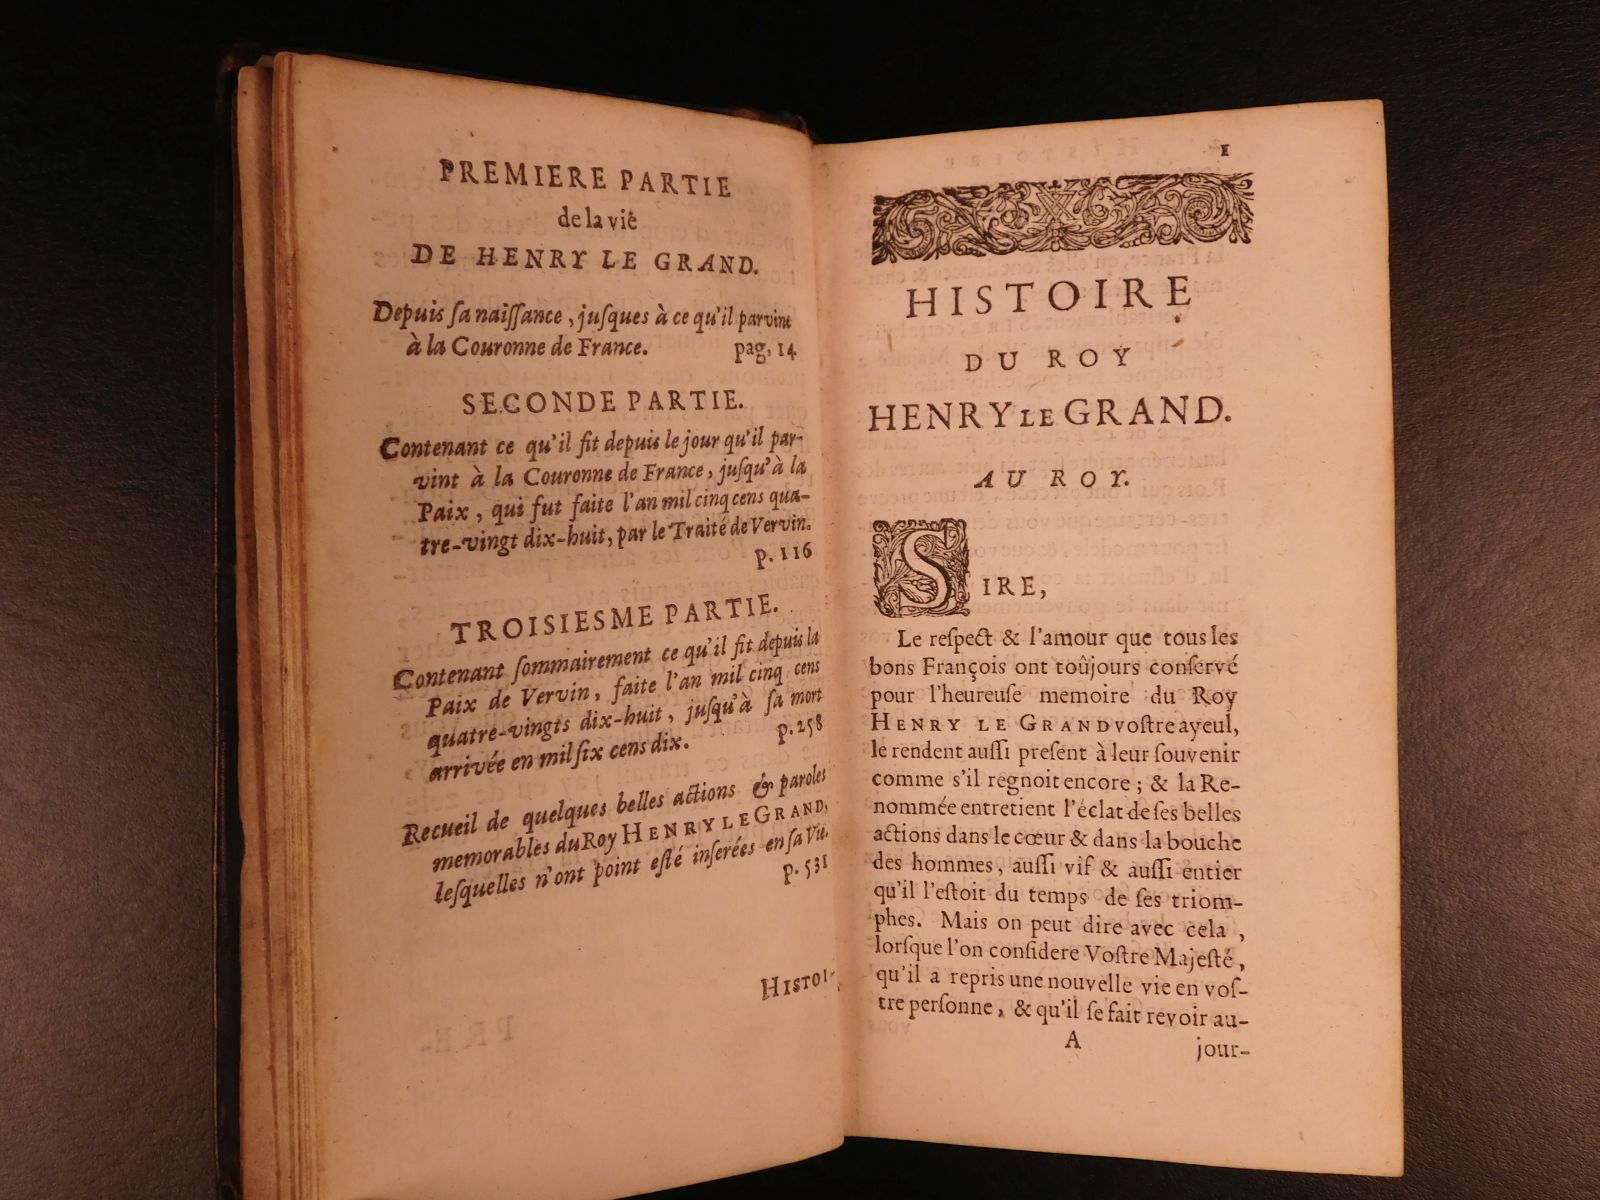 PREMIERE PARTIE
de la vie
DE HENRY LE GRAND.
Depuis ſa naiſſance, juſques à ce qu'il parvint
à la Couronne de France. pag. 14
SECONDE PARTIE.
Contenant ce qu'il fit depuis le jour qu'il par-
vint à la Couronne de France, juſqu'à la
Paix, qui fut faite l'an mil cinq cens qua-
tre-vingt dix-huit, par le Traité de Vervin.
p. 116
TROISIESME PARTIE.
Contenant ſommairement ce qu'il fit depuis la
Paix de Vervin, faite l'an mil cinq cens
quatre-vingts dix-huit, juſqu'à ſa mort
arrivée en mil ſix cens dix. p. 258
Recueil de quelques belles actions & paroles
memorables du Roy HENRY LE GRAND,
leſquelles n'ont point eſté inſerées en ſa Vie.
p. 531
HISTOI-
1
HISTOIRE
DU ROY
HENRY LE GRAND.
AU ROY.
SIRE,
Le reſpect & l'amour que tous les
bons François ont toûjours conſervé
pour l'heureuſe memoire du Roy
HENRY LE GRAND voſtre ayeul,
le rendent auſſi preſent à leur ſouvenir
comme s'il regnoit encore ; & la Re-
nommée entretient l'éclat de ſes belles
actions dans le cœur & dans la bouche
des hommes, auſſi vif & auſſi entier
qu'il l'eſtoit du temps de ſes triom-
phes. Mais on peut dire avec cela ,
lorſque l'on conſidere Voſtre Majeſté ,
qu'il a repris une nouvelle vie en voſ-
tre perſonne , & qu'il ſe fait revoir au-
A
jour-